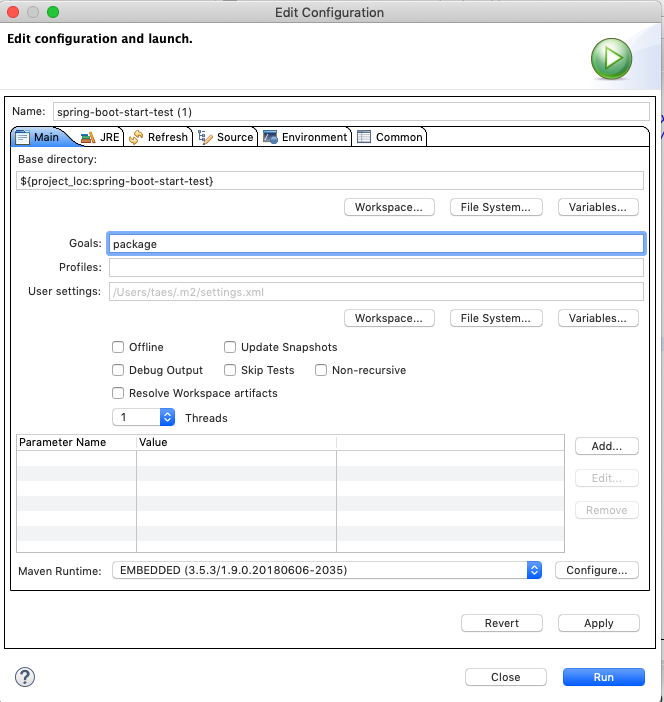 Edit Configuration
Edit configuration and launch.
Name: spring-boot-start-test (1)
Main JRE Refresh Source Environment Common
Base directory:
${project_loc:spring-boot-start-test}
Workspace... File System... Variables...
Goals: package
Profiles:
User settings: /Users/taes/.m2/settings.xml
Workspace... File System... Variables...
Offline Update Snapshots
Debug Output Skip Tests Non-recursive
Resolve Workspace artifacts
1 Threads
Parameter Name Value
Add...
Edit...
Remove
Maven Runtime: EMBEDDED (3.5.3/1.9.0.20180606-2035) Configure...
Revert Apply
? Close Run